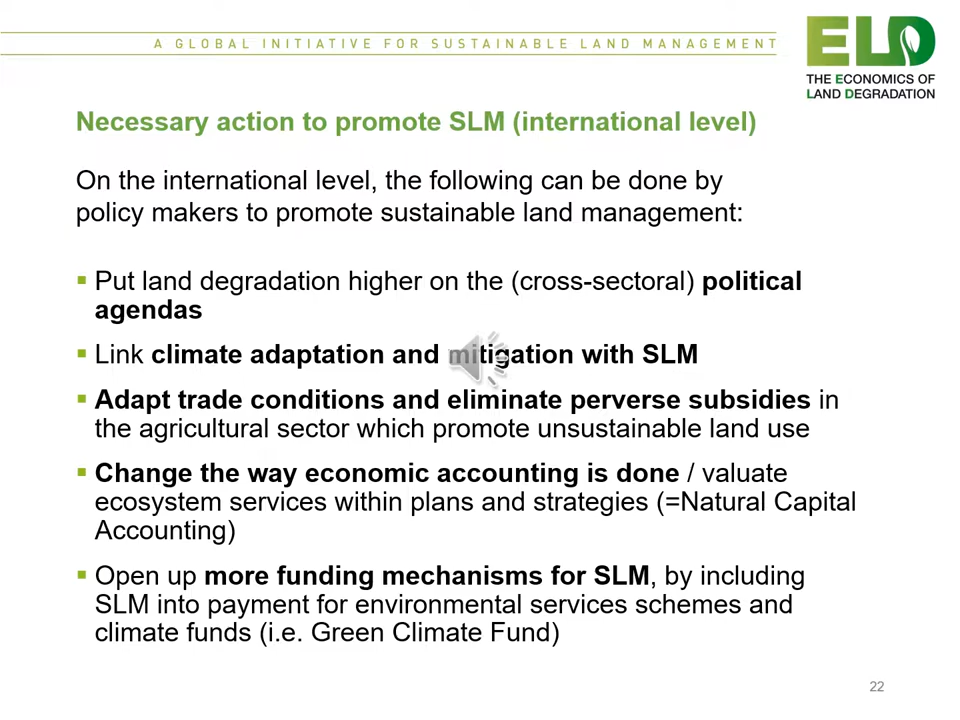 A GLOBAL INITIATIVE FOR SUSTAINABLE LAND MANAGEMENT
ELD
THE ECONOMICS OF
LAND DEGRADATION
Necessary action to promote SLM (international level)
On the international level, the following can be done by
policy makers to promote sustainable land management:
▪ Put land degradation higher on the (cross-sectoral) political
agendas
▪ Link climate adaptation and mitigation with SLM
▪ Adapt trade conditions and eliminate perverse subsidies in
the agricultural sector which promote unsustainable land use
▪ Change the way economic accounting is done / valuate
ecosystem services within plans and strategies (=Natural Capital
Accounting)
▪ Open up more funding mechanisms for SLM, by including
SLM into payment for environmental services schemes and
climate funds (i.e. Green Climate Fund)
22